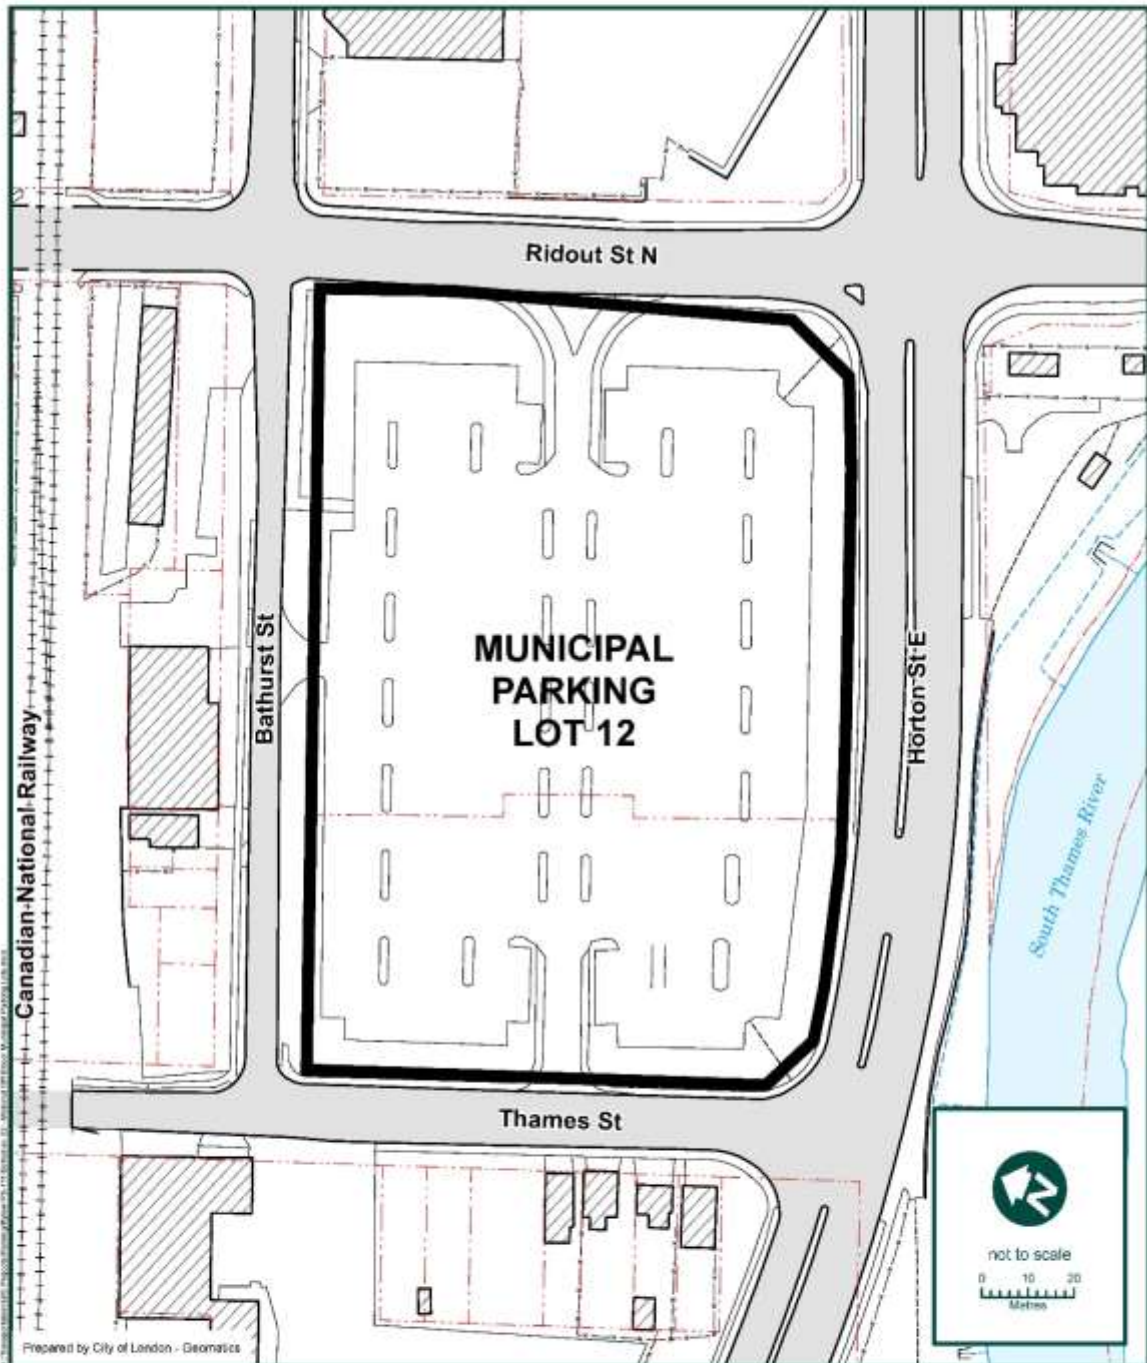 Ridout St N
Bathurst St
MUNICIPAL
PARKING
LOT 12
Horton St E
Canadian National Railway
South Thames River
Thames St
N
not to scale
0 10 20
Metres
Prepared by City of London - Geomatics